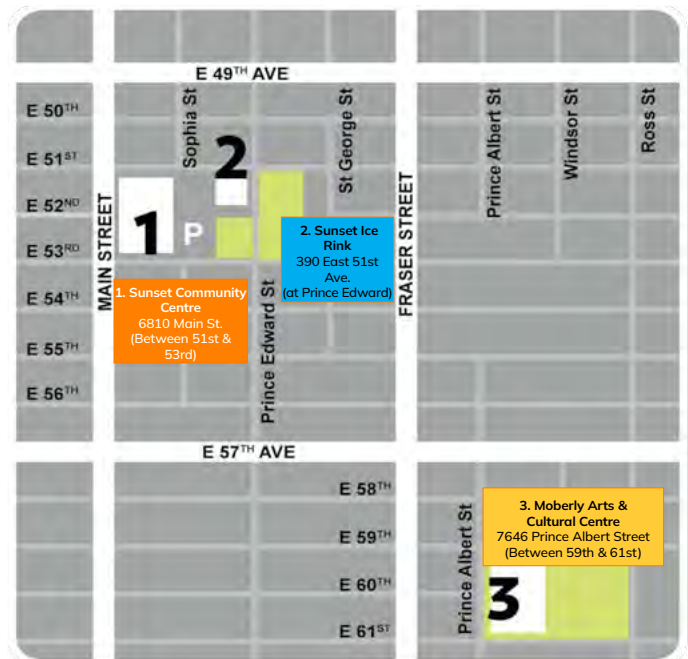 E 49TH AVE
E 50TH
E 51ST
E 52ND
E 53RD
E 54TH
E 55TH
E 56TH
MAIN STREET
Sophia St
Prince Edward St
St George St
FRASER STREET
Prince Albert St
Windsor St
Ross St
1
2
P
1. Sunset Community
Centre
6810 Main St.
(Between 51st &
53rd)
2. Sunset Ice
Rink
390 East 51st
Ave.
(at Prince Edward)
E 57TH AVE
E 58TH
E 59TH
E 60TH
E 61ST
Prince Albert St
3. Moberly Arts &
Cultural Centre
7646 Prince Albert Street
(Between 59th & 61st)
3